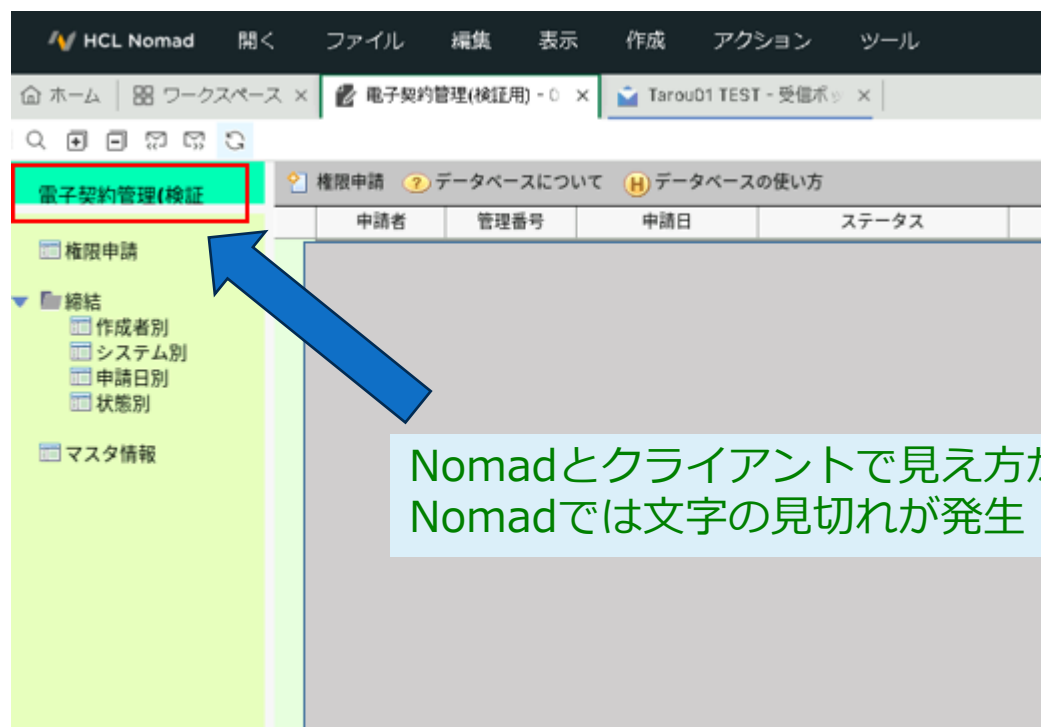 HCL Nomad 開く ファイル 編集 表示 作成 アクション ツール
ホーム ワークスペース × 電子契約管理(検証用) - × Tarou01 TEST - 受信ボッ ×
電子契約管理(検証
権限申請 ? データベースについて H データベースの使い方
申請者 管理番号 申請日 ステータス
権限申請
締結
作成者別
システム別
申請日別
状態別
マスタ情報
Nomadとクライアントで見え方が
Nomadでは文字の見切れが発生